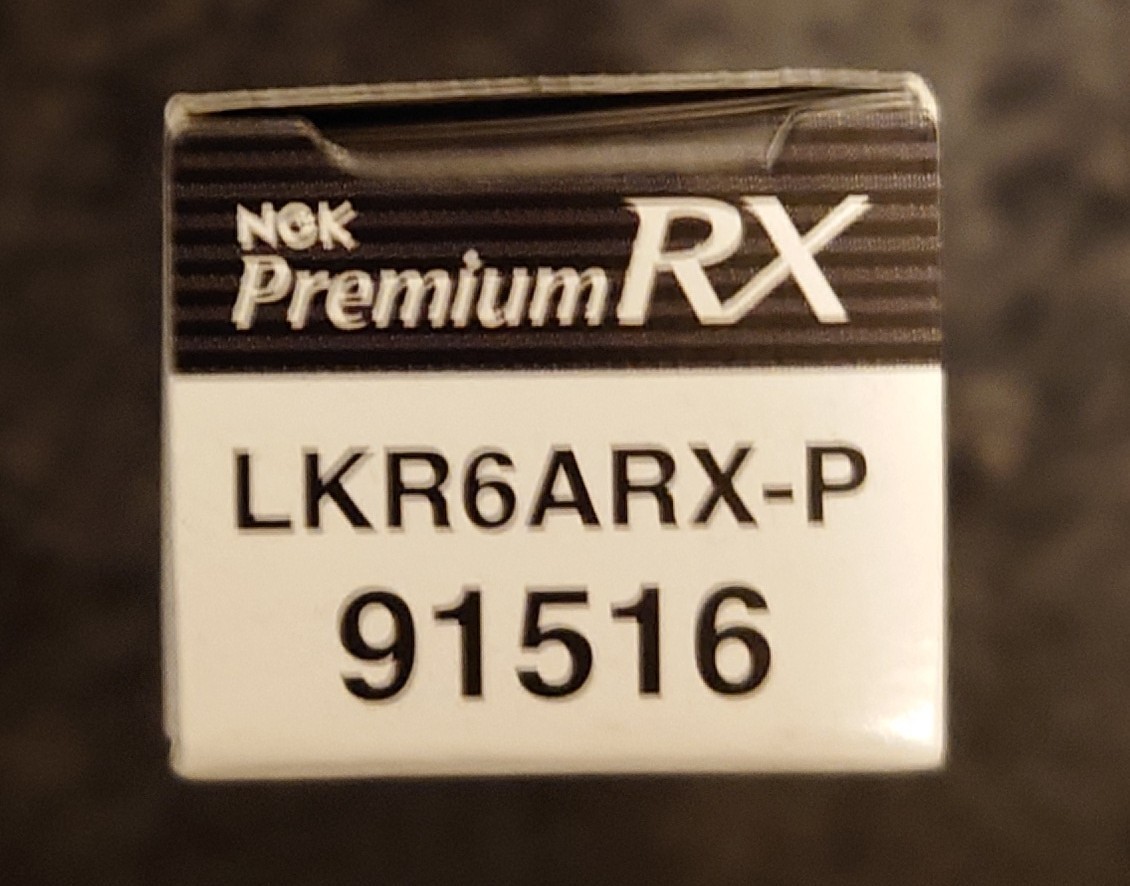 NGK
Premium RX
LKR6ARX-P
91516